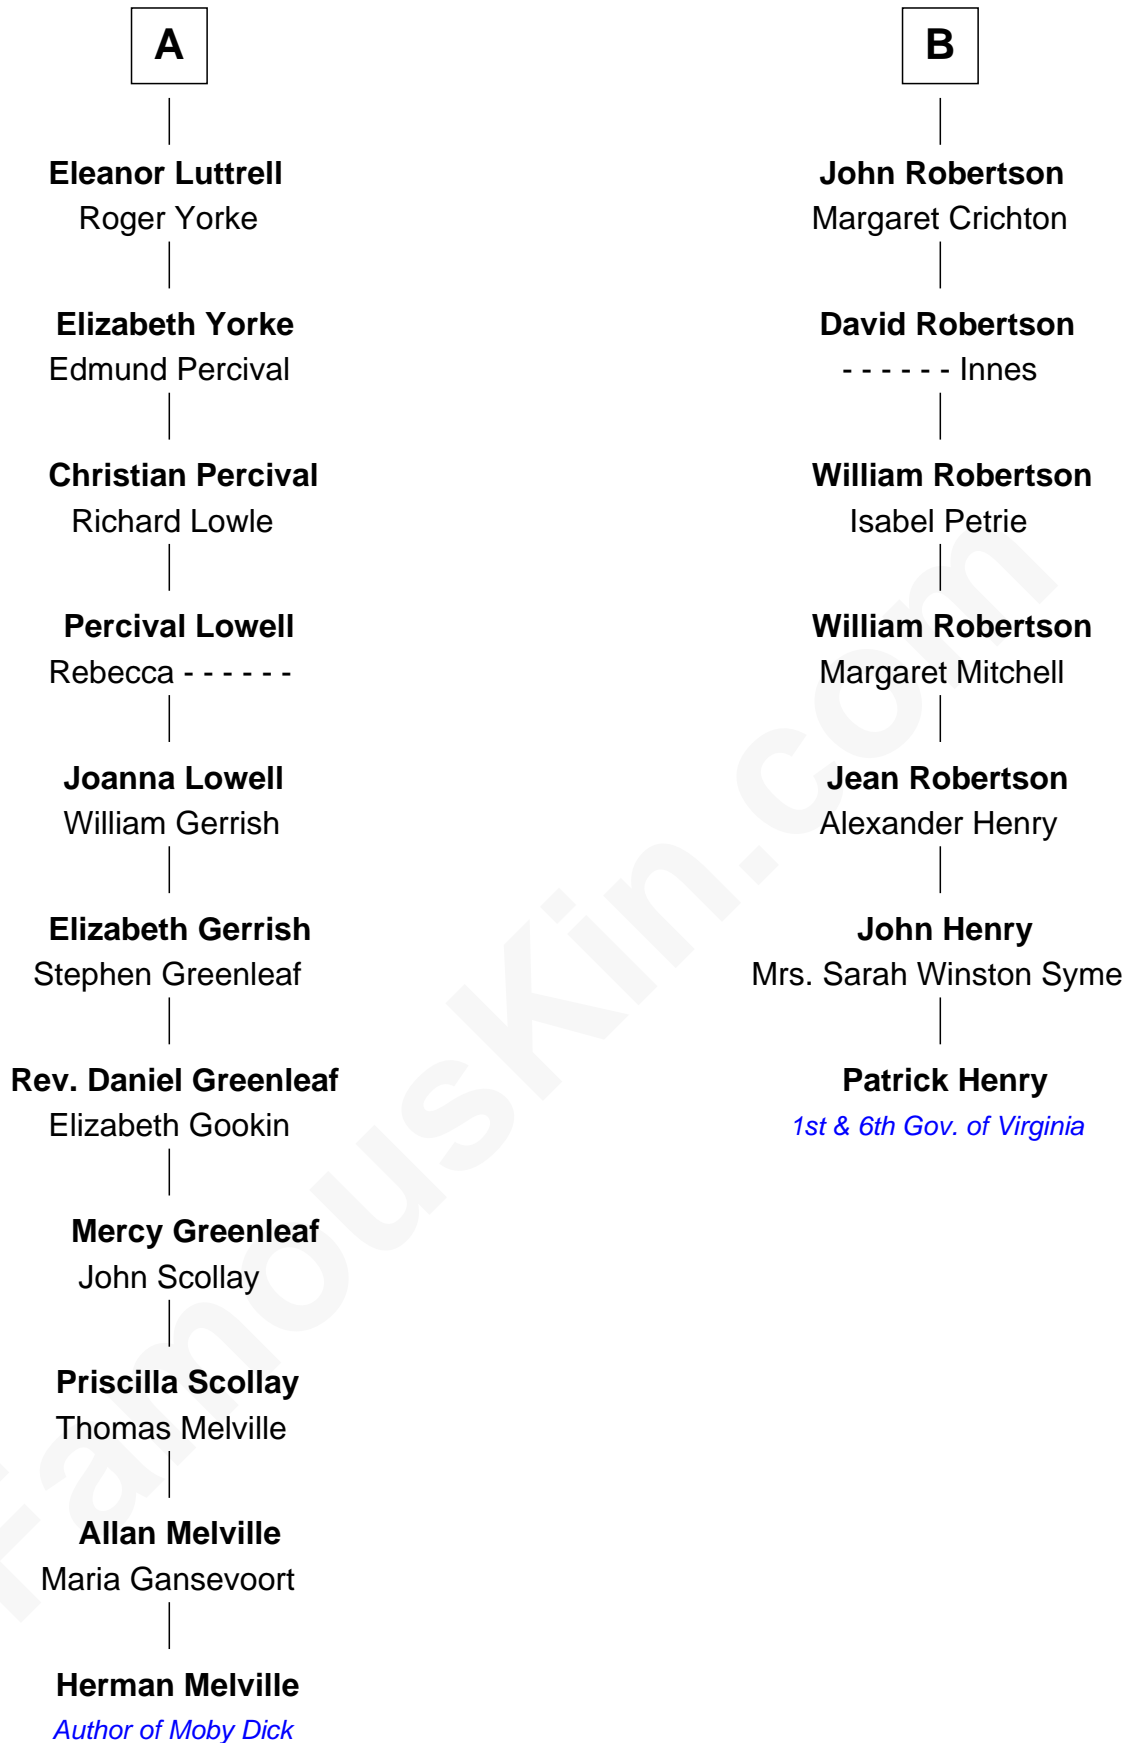 A
Eleanor Luttrell
Roger Yorke
Elizabeth Yorke
Edmund Percival
Christian Percival
Richard Lowle
Percival Lowell
Rebecca - - - - - -
Joanna Lowell
William Gerrish
Elizabeth Gerrish
Stephen Greenleaf
Rev. Daniel Greenleaf
Elizabeth Gookin
Mercy Greenleaf
John Scollay
Priscilla Scollay
Thomas Melville
Allan Melville
Maria Gansevoort
Herman Melville
Author of Moby Dick
B
John Robertson
Margaret Crichton
David Robertson
- - - - - - Innes
William Robertson
Isabel Petrie
William Robertson
Margaret Mitchell
Jean Robertson
Alexander Henry
John Henry
Mrs. Sarah Winston Syme
Patrick Henry
1st & 6th Gov. of Virginia
FamousKin.com